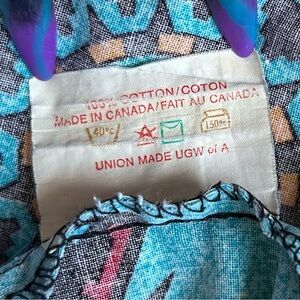 100% COTTON/COTON
MADE IN CANADA/FAIT AU CANADA
40°C 150°
UNION MADE UGW of A